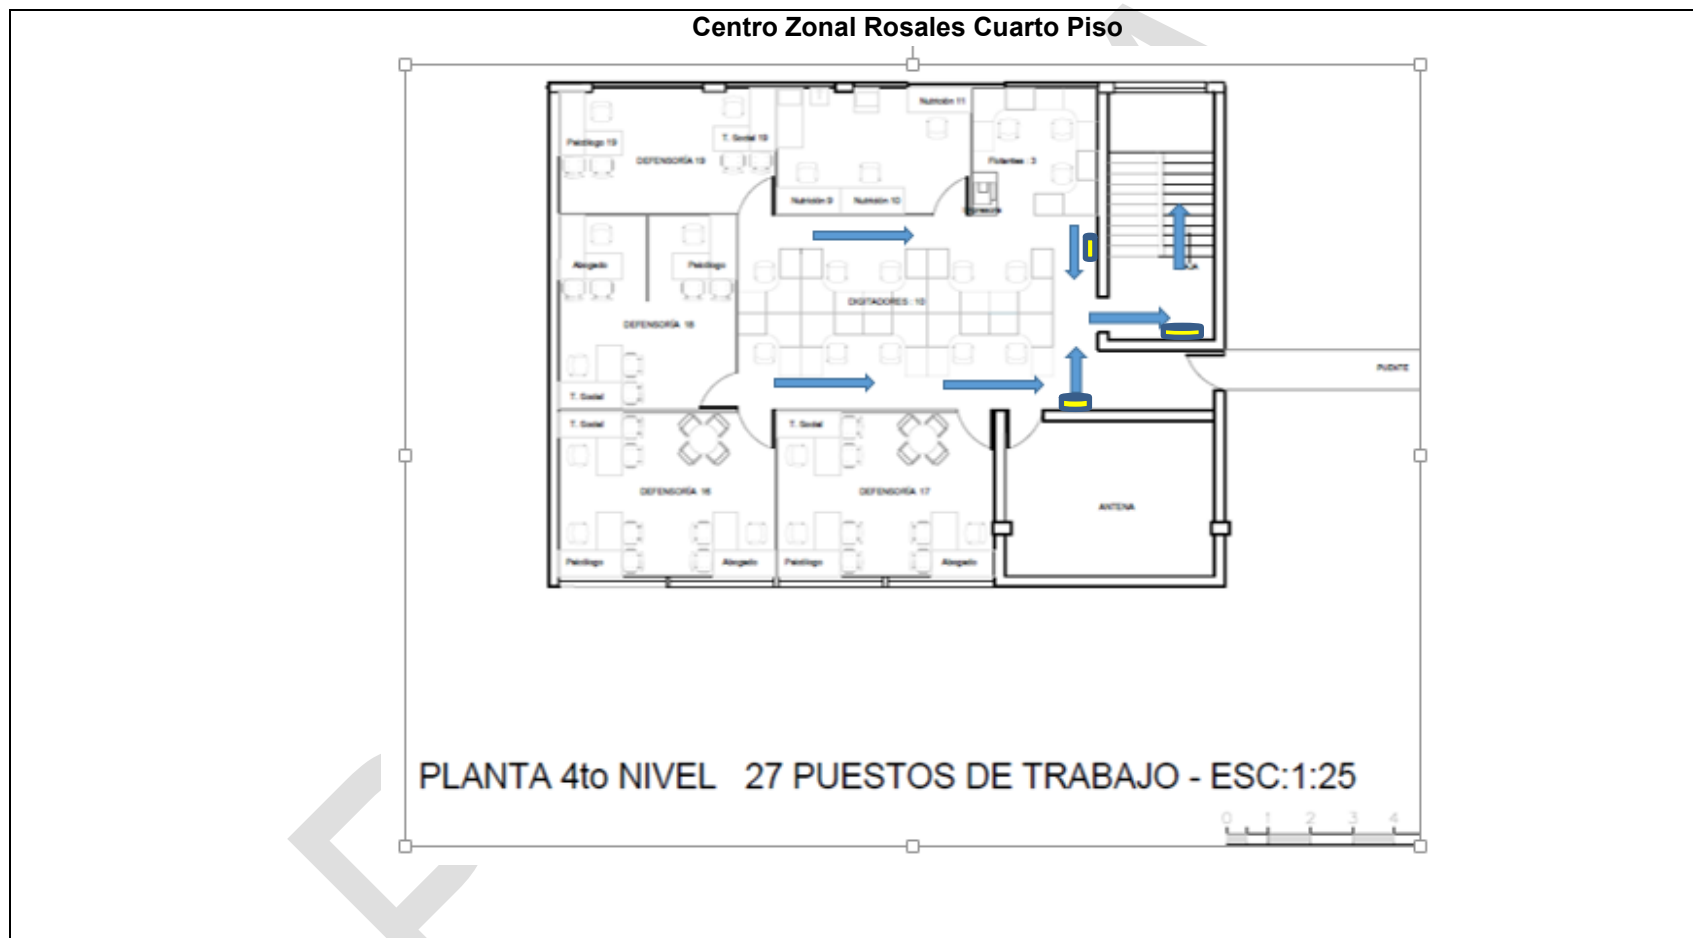 Centro Zonal Rosales Cuarto Piso
Nutrición 11
Psicólogo 19
T. Social 19
DEFENSORÍA 19
Flotantes : 3
Nutrición 9
Nutrición 10
Abogado
Psicólogo
DIGITADORES : 10
DEFENSORÍA 18
PUENTE
T. Social
T. Social
T. Social
DEFENSORÍA 16
DEFENSORÍA 17
ANTENA
Psicólogo
Abogado
Psicólogo
Abogado
PLANTA 4to NIVEL 27 PUESTOS DE TRABAJO - ESC:1:25
0 1 2 3 4